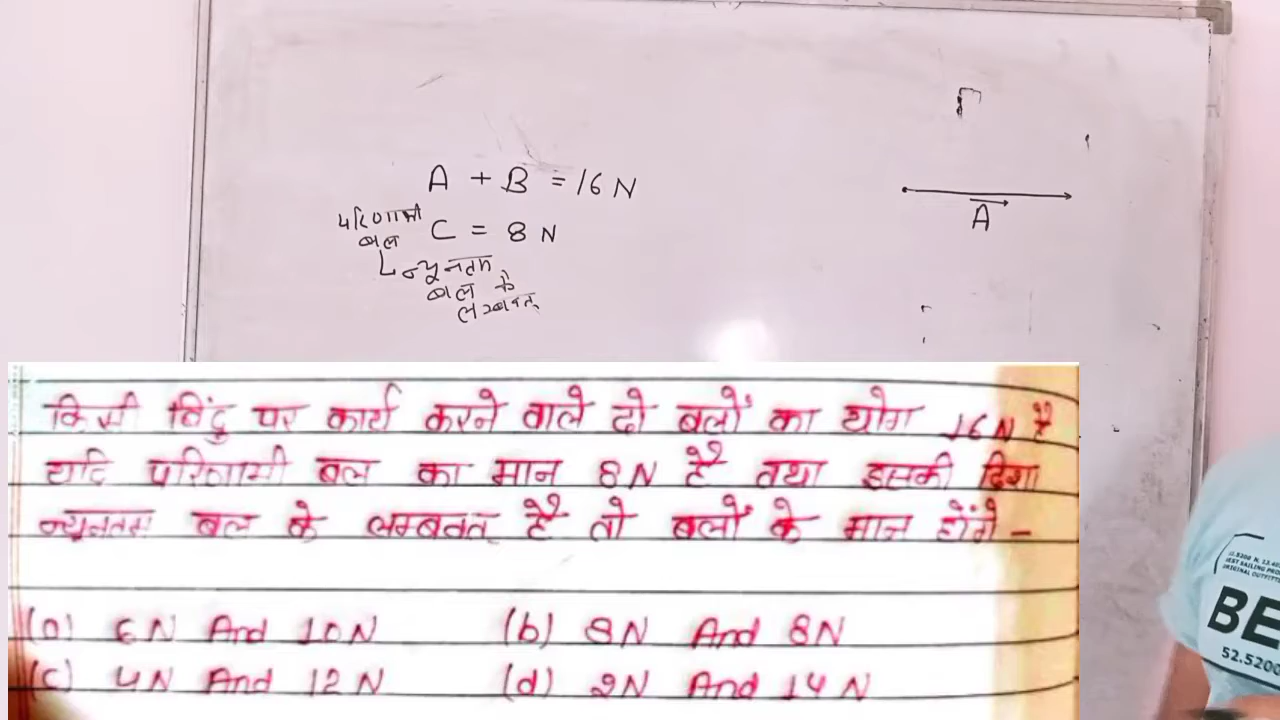 A + B = 16 N
परिणामी
बल C = 8 N
न्यूनतम
बल के
लम्बवत्
A
किसी बिंदु पर कार्य करने वाले दो बलों का योग 16N है
यदि परिणामी बल का मान 8N है तथा इसकी दिशा
न्यूनतम बल के लम्बवत् है तो बलों के मान होंगे -
(a) 6N And 10N (b) 8N And 8N
(c) 4N And 12N (d) 2N And 14N
BE
52.5200